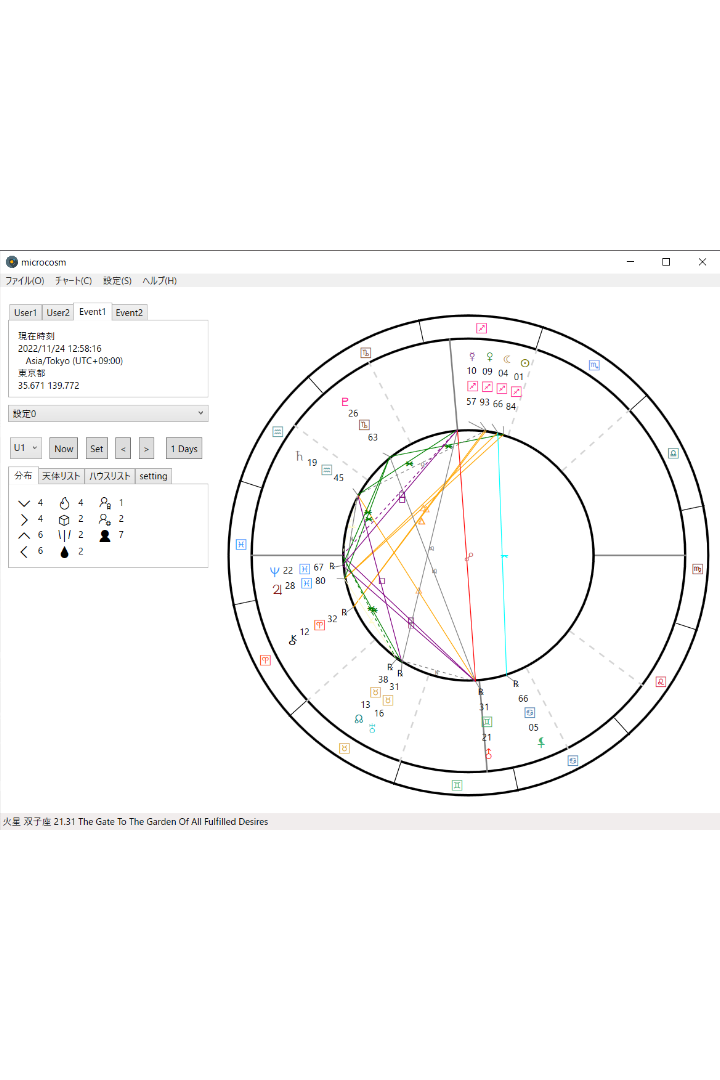 microcosm
ファイル(O) チャート(C) 設定(S) ヘルプ(H)
User1 User2 Event1 Event2
現在時刻
2022/11/24 12:58:16
Asia/Tokyo (UTC+09:00)
東京都
35.671 139.772
設定0
U1 Now Set < > 1 Days
分布 天体リスト ハウスリスト setting
4 4 1
4 2 2
6 2 7
6 2
10 09 04 01
57 93 66 84
26
63
19
45
22 67 R
28 80
32 R
12
R R
38 31
13 16
R
31
21
R
66
05
火星 双子座 21.31 The Gate To The Garden Of All Fulfilled Desires